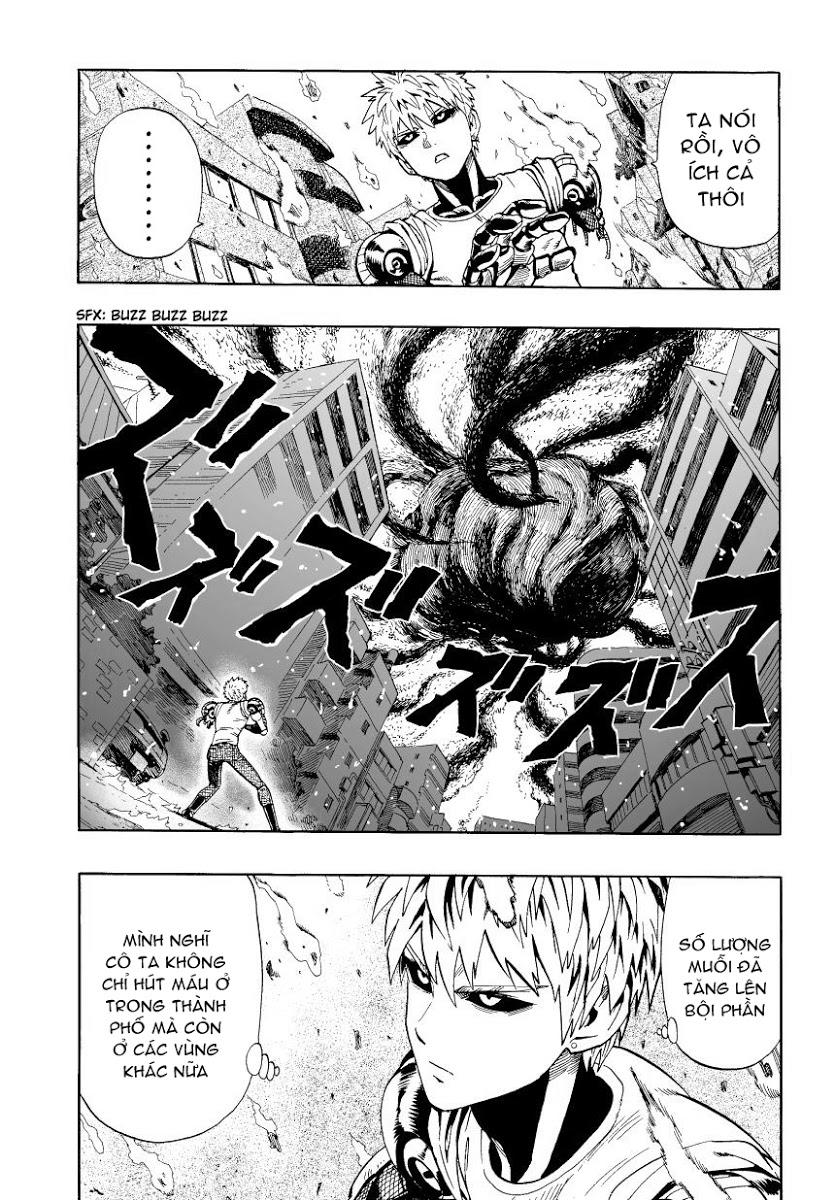 TA NÓI
RỒI, VÔ
ÍCH CẢ
THÔI
......
SFX: BUZZ BUZZ BUZZ
ズズズ
ズズズ
SỐ LƯỢNG
MUỖI ĐÃ
TĂNG LÊN
BỘI PHẦN
MÌNH NGHĨ
CÔ TA KHÔNG
CHỈ HÚT MÁU Ở
TRONG THÀNH
PHỐ MÀ CÒN
Ở CÁC VÙNG
KHÁC NỮA